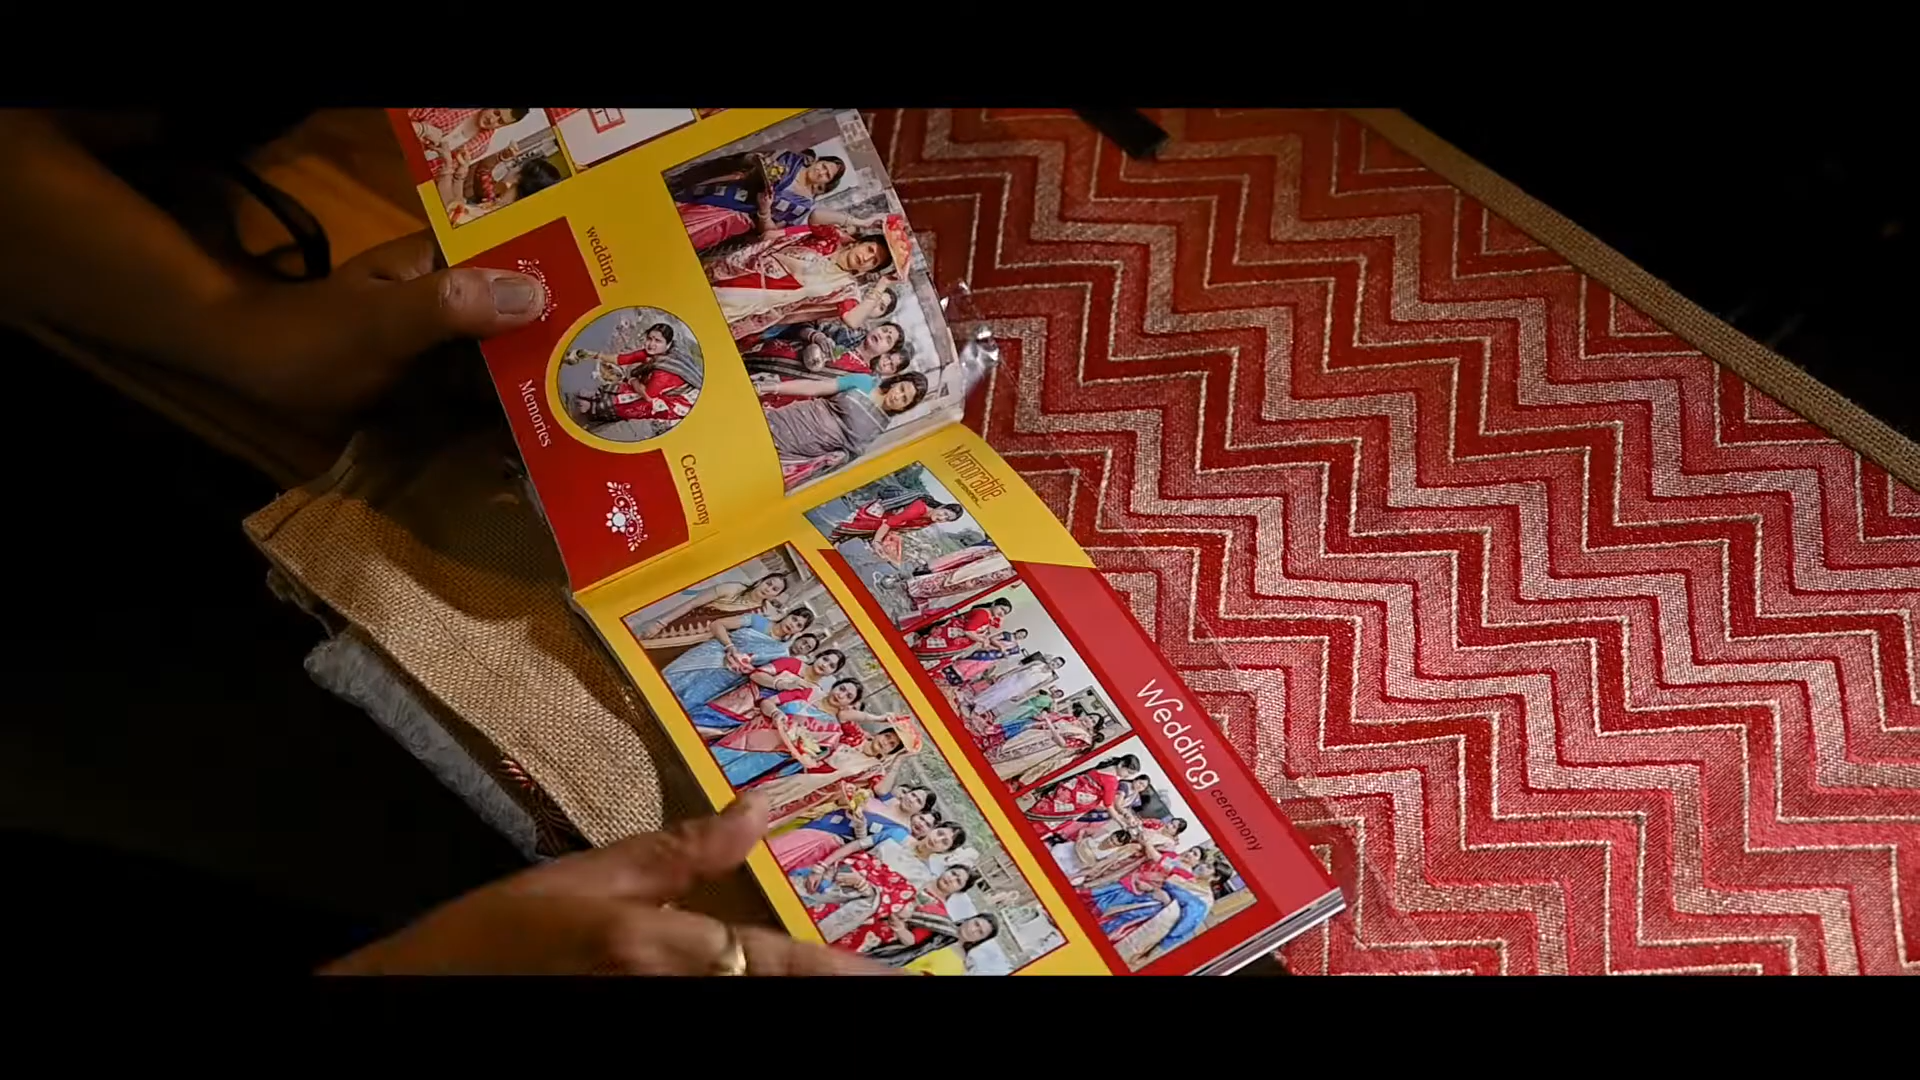 wedding
Memories
Ceremony
Memorable
Wedding ceremony